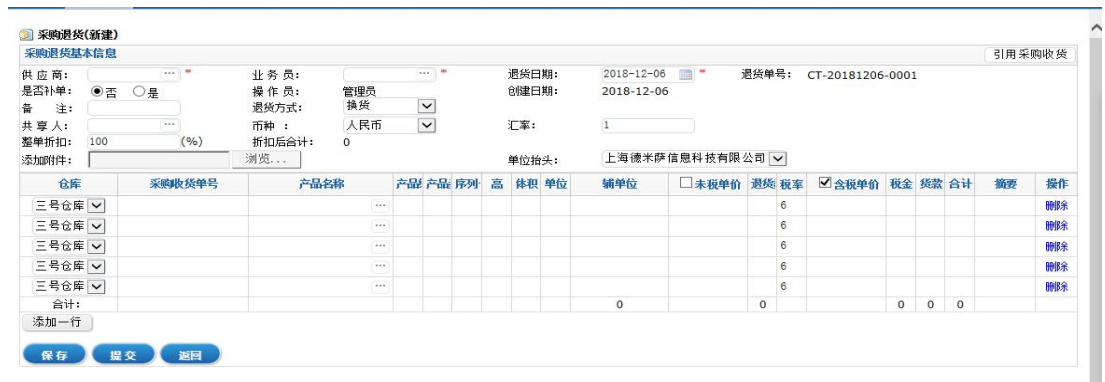 采购退货(新建)
采购退货基本信息 引用采购收货
供 应 商: ... * 业 务 员: ... * 退货日期: 2018-12-06 * 退货单号: CT-20181206-0001
是否补单: 否 是 操 作 员: 管理员 创建日期: 2018-12-06
备 注: 退货方式: 换货
共 享 人: ... 币种 : 人民币 汇率: 1
整单折扣: 100 (%) 折扣后合计: 0
添加附件: 浏览... 单位抬头: 上海德米萨信息科技有限公司
仓库 采购收货单号 产品名称 产品 产品 序列 高 体积 单位 辅单位 未税单价 退货 税率 含税单价 税金 货款 合计 摘要 操作
三号仓库 ... 6 删除
三号仓库 ... 6 删除
三号仓库 ... 6 删除
三号仓库 ... 6 删除
三号仓库 ... 6 删除
合计: 0 0 0 0 0
添加一行
保存 提交 返回